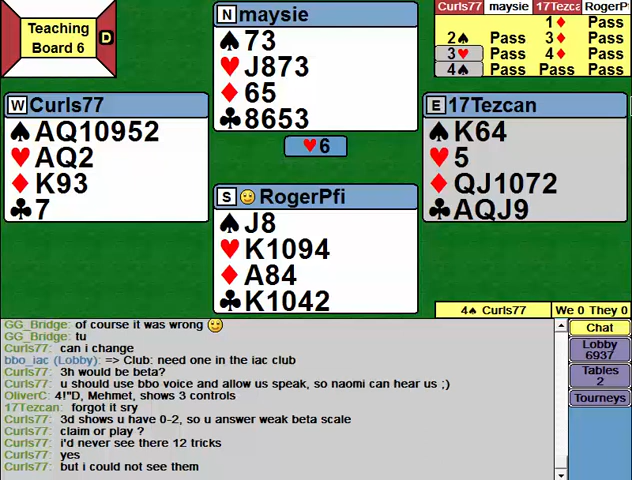 Teaching
Board 6
D
N maysie
♠ 73
♥ J873
♦ 65
♣ 8653
Curls77 maysie 17Tezca RogerP
1♦ Pass
2♠ Pass 3♦ Pass
3♥ Pass 4♦ Pass
4♠ Pass Pass Pass
W Curls77
♠ AQ10952
♥ AQ2
♦ K93
♣ 7
♥6
E 17Tezcan
♠ K64
♥ 5
♦ QJ1072
♣ AQJ9
S RogerPfi
♠ J8
♥ K1094
♦ A84
♣ K1042
4♠ Curls77 We 0 They 0
GG_Bridge: of course it was wrong
GG_Bridge: tu
Curls77: can i change
bbo_iac (Lobby): => Club: need one in the iac club
Curls77: 3h would be beta?
Curls77: u should use bbo voice and allow us speak, so naomi can hear us ;)
OliverC: 4!"D, Mehmet, shows 3 controls
17Tezcan: forgot it sry
Curls77: 3d shows u have 0-2, so u answer weak beta scale
Curls77: claim or play ?
Curls77: i'd never see there 12 tricks
Curls77: yes
Curls77: but i could not see them
Chat
Lobby
6937
Tables
2
Tourneys